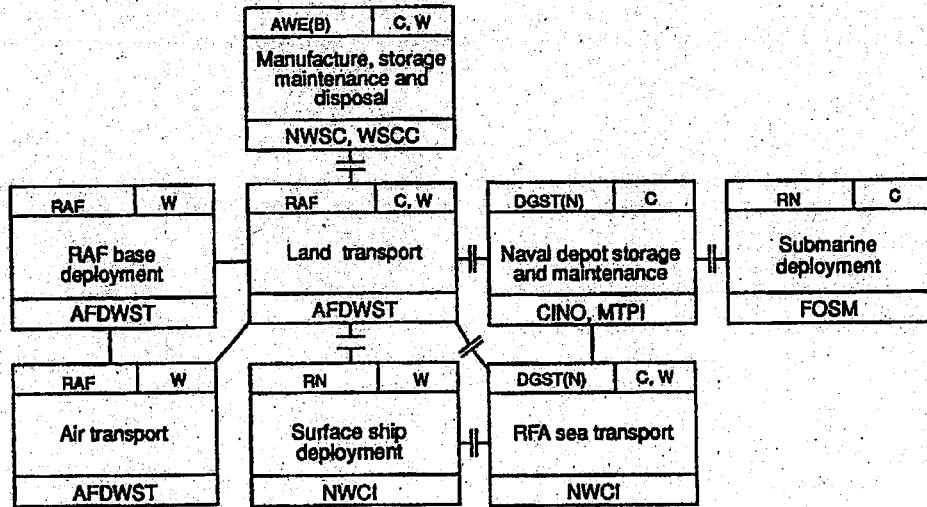 AWE(B) C, W
Manufacture, storage
maintenance and
disposal
NWSC, WSCC
RAF W
RAF base
deployment
AFDWST
RAF C, W
Land transport
AFDWST
DGST(N) C
Naval depot storage
and maintenance
CINO, MTPI
RN C
Submarine
deployment
FOSM
RAF W
Air transport
AFDWST
RN W
Surface ship
deployment
NWCI
DGST(N) C, W
RFA sea transport
NWCI